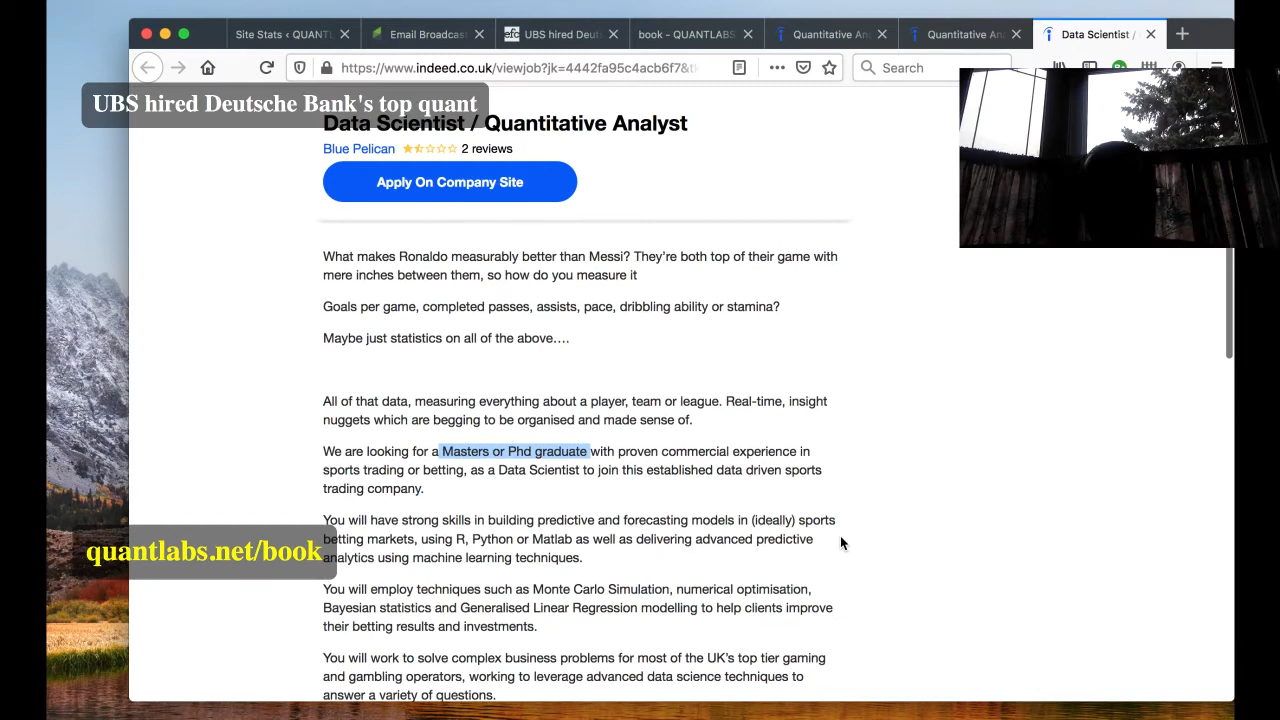 Site Stats ‹ QUANTL
Email Broadcast
efc UBS hired Deuts
book – QUANTLABS
Quantitative An
Quantitative An
Data Scientist /
https://www.indeed.co.uk/viewjob?jk=4442fa95c4acb6f7&t
Search
UBS hired Deutsche Bank's top quant
Data Scientist / Quantitative Analyst
Blue Pelican 2 reviews
Apply On Company Site
What makes Ronaldo measurably better than Messi? They're both top of their game with
mere inches between them, so how do you measure it
Goals per game, completed passes, assists, pace, dribbling ability or stamina?
Maybe just statistics on all of the above….
All of that data, measuring everything about a player, team or league. Real-time, insight
nuggets which are begging to be organised and made sense of.
We are looking for a Masters or Phd graduate with proven commercial experience in
sports trading or betting, as a Data Scientist to join this established data driven sports
trading company.
You will have strong skills in building predictive and forecasting models in (ideally) sports
betting markets, using R, Python or Matlab as well as delivering advanced predictive
quantlabs.net/book
analytics using machine learning techniques.
You will employ techniques such as Monte Carlo Simulation, numerical optimisation,
Bayesian statistics and Generalised Linear Regression modelling to help clients improve
their betting results and investments.
You will work to solve complex business problems for most of the UK's top tier gaming
and gambling operators, working to leverage advanced data science techniques to
answer a variety of questions.